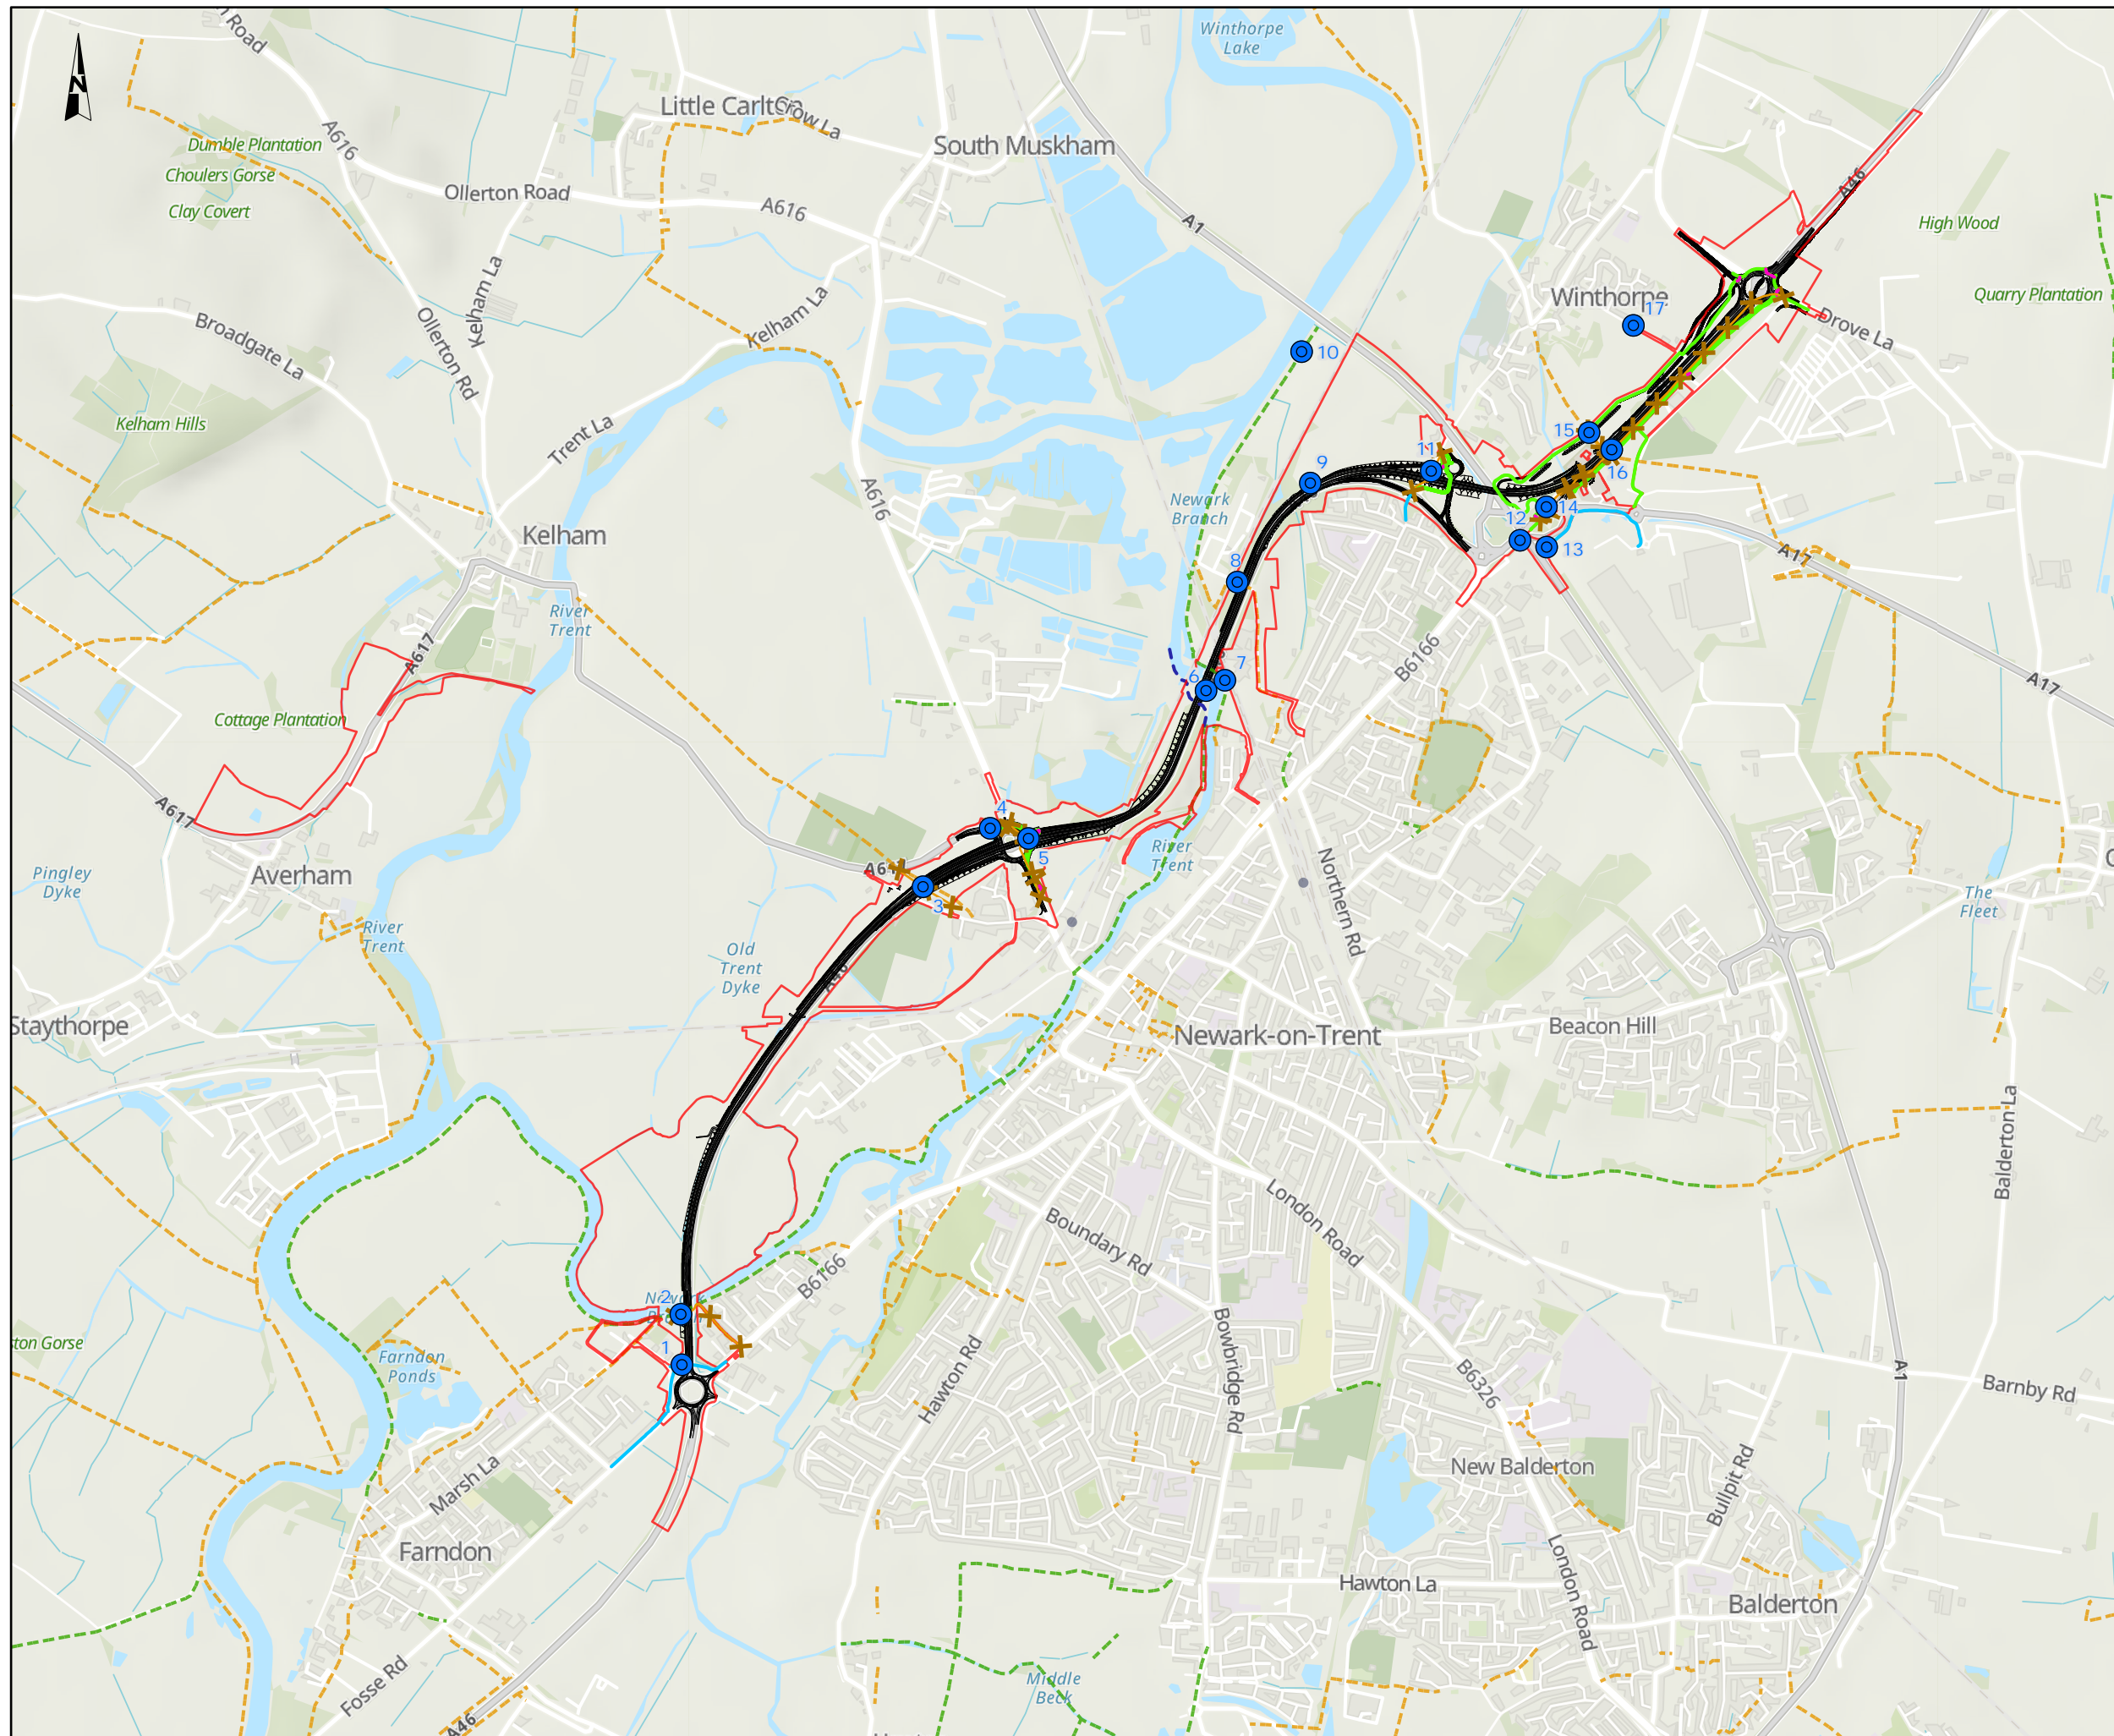 Winthorpe
Lake
N
Little Carlton
Crow La
South Muskham
A616
Dumble Plantation
Choulers Gorse
Clay Covert
Ollerton Road
A616
A1
A46
High Wood
Quarry Plantation
Winthorpe
17
Drove La
Kelham La
Kelham La
Broadgate La
Ollerton Rd
Kelham Hills
Trent La
10
A616
Newark
Branch
9
11
15
16
12
14
13
A17
A17
Kelham
River
Trent
A617
8
7
6
B6166
Cottage Plantation
A617
4
5
3
River
Trent
Averham
Pingley
Dyke
River
Trent
Old
Trent
Dyke
A46
Northern Rd
The
Fleet
Staythorpe
Newark-on-Trent
Beacon Hill
Balderton La
London Road
Boundary Rd
B6166
2
1
Farndon
Ponds
Hawton Rd
Bowbridge Rd
B6326
A1
Barnby Rd
Marsh La
New Balderton
Bullpit Rd
Farndon
Hawton La
London Road
Balderton
Fosse Rd
Middle
Beck
A46